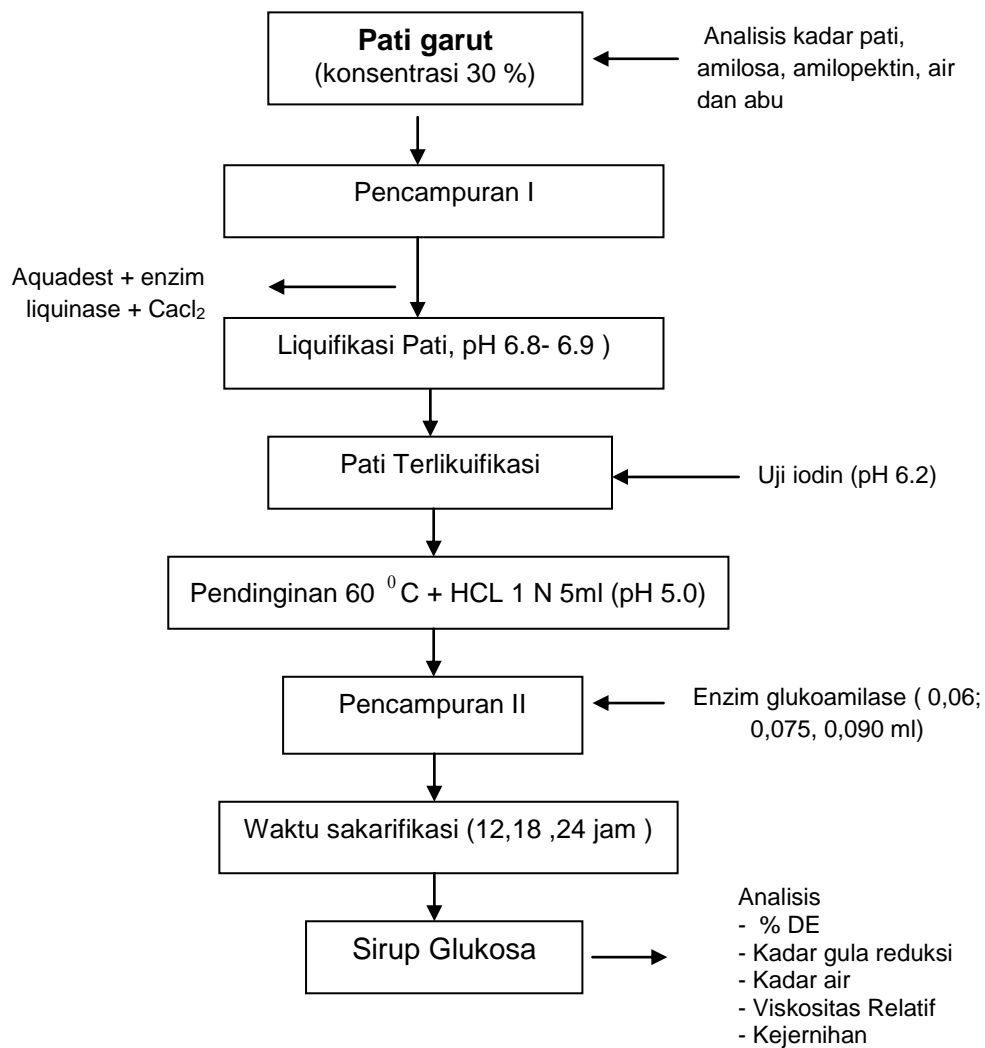 Pati garut
(konsentrasi 30 %)
Analisis kadar pati,
amilosa, amilopektin, air
dan abu
Pencampuran I
Aquadest + enzim
liquinase + Cacl₂
Liquifikasi Pati, pH 6.8- 6.9 )
Pati Terlikuifikasi
Uji iodin (pH 6.2)
Pendinginan 60 ⁰C + HCL 1 N 5ml (pH 5.0)
Pencampuran II
Enzim glukoamilase ( 0,06;
0,075, 0,090 ml)
Waktu sakarifikasi (12,18 ,24 jam )
Sirup Glukosa
Analisis
- % DE
- Kadar gula reduksi
- Kadar air
- Viskositas Relatif
- Kejernihan